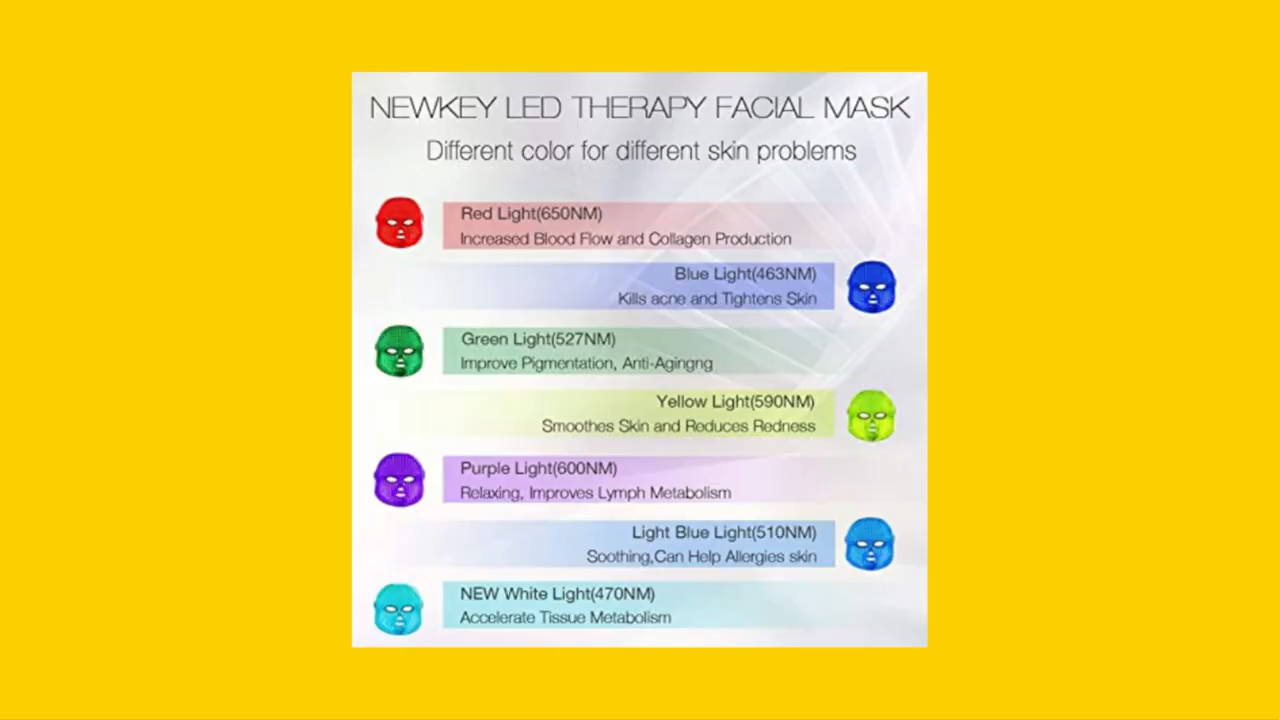 NEWKEY LED THERAPY FACIAL MASK
Different color for different skin problems
Red Light(650NM)
Increased Blood Flow and Collagen Production
Blue Light(463NM)
Kills acne and Tightens Skin
Green Light(527NM)
Improve Pigmentation, Anti-Agingng
Yellow Light(590NM)
Smoothes Skin and Reduces Redness
Purple Light(600NM)
Relaxing, Improves Lymph Metabolism
Light Blue Light(510NM)
Soothing,Can Help Allergies skin
NEW White Light(470NM)
Accelerate Tissue Metabolism